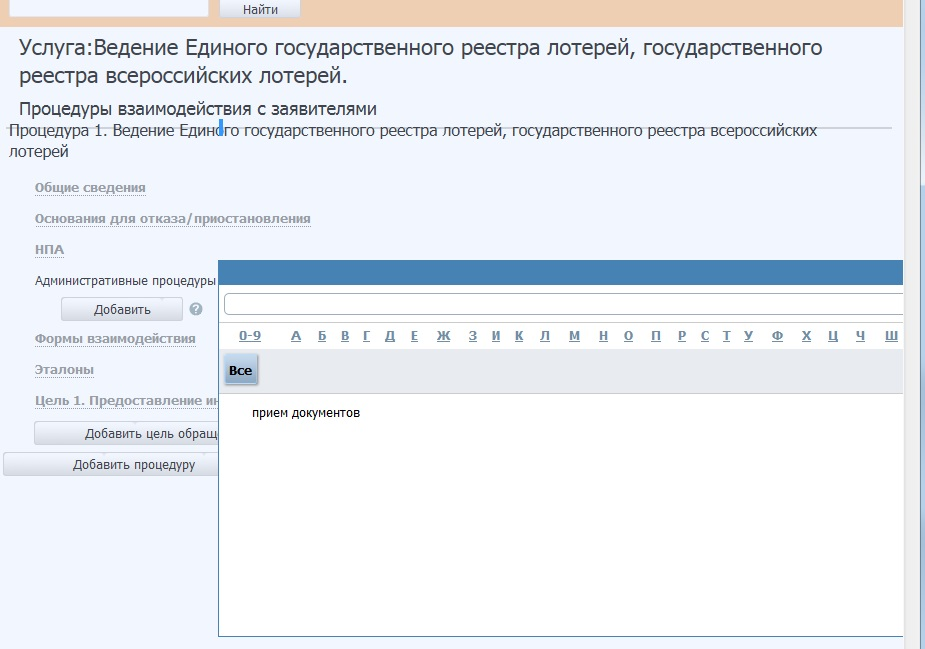 Найти
Услуга:Ведение Единого государственного реестра лотерей, государственного
реестра всероссийских лотерей.
Процедуры взаимодействия с заявителями
Процедура 1. Ведение Единого государственного реестра лотерей, государственного реестра всероссийских
лотерей
Общие сведения
Основания для отказа/приостановления
НПА
Административные процедуры
Добавить ?
Формы взаимодействия
Эталоны
Цель 1. Предоставление ин
Добавить цель обращ
Добавить процедуру
0-9 А Б В Г Д Е Ж З И К Л М Н О П Р С Т У Ф Х Ц Ч Ш
Все
прием документов